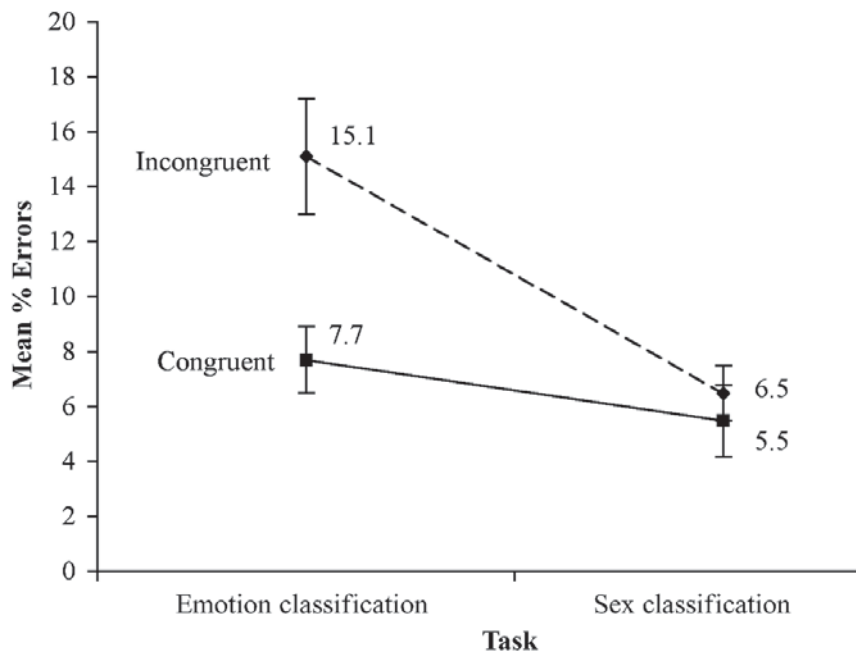 20
18
16
14
12
10
8
6
4
2
0
Mean % Errors
Incongruent
15.1
Congruent
7.7
6.5
5.5
Emotion classification
Sex classification
Task